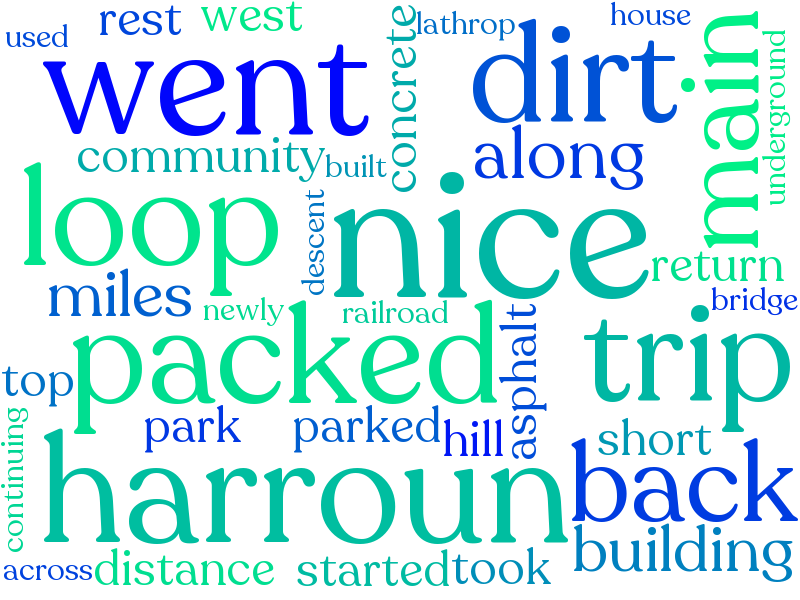 used
rest
west
went
concrete
lathrop
dirt
house
main
underground
community
built
along
loop
descent
nice
return
miles
newly
railroad
bridge
packed
asphalt
trip
top
park
parked
hill
short
continuing
harroun
back
building
across
distance
started
took